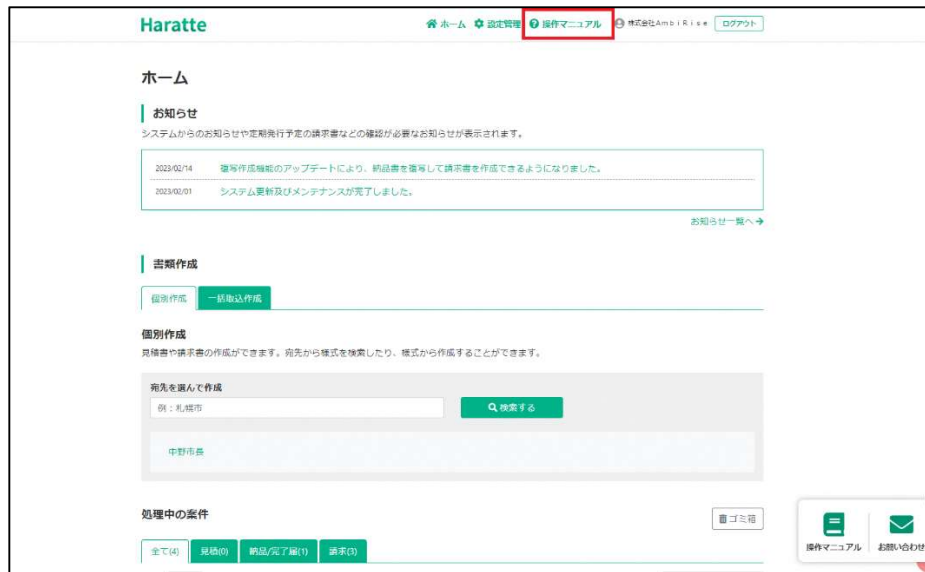 Haratte
ホーム 設定管理 操作マニュアル 株式会社AmbiRise ログアウト
ホーム
お知らせ
システムからのお知らせや定期発行予定の請求書などの確認が必要なお知らせが表示されます。
2023/02/14 複写作成機能のアップデートにより、納品書を複写して請求書を作成できるようになりました。
2023/02/01 システム更新及びメンテナンスが完了しました。
お知らせ一覧へ
書類作成
個別作成 一括取込作成
個別作成
見積書や請求書の作成ができます。宛先から様式を検索したり、様式から作成することができます。
宛先を選んで作成
例：札幌市 検索する
中野市長
処理中の案件 ゴミ箱
全て(4) 見積(0) 納品/完了届(1) 請求(3)
操作マニュアル お問い合わせ